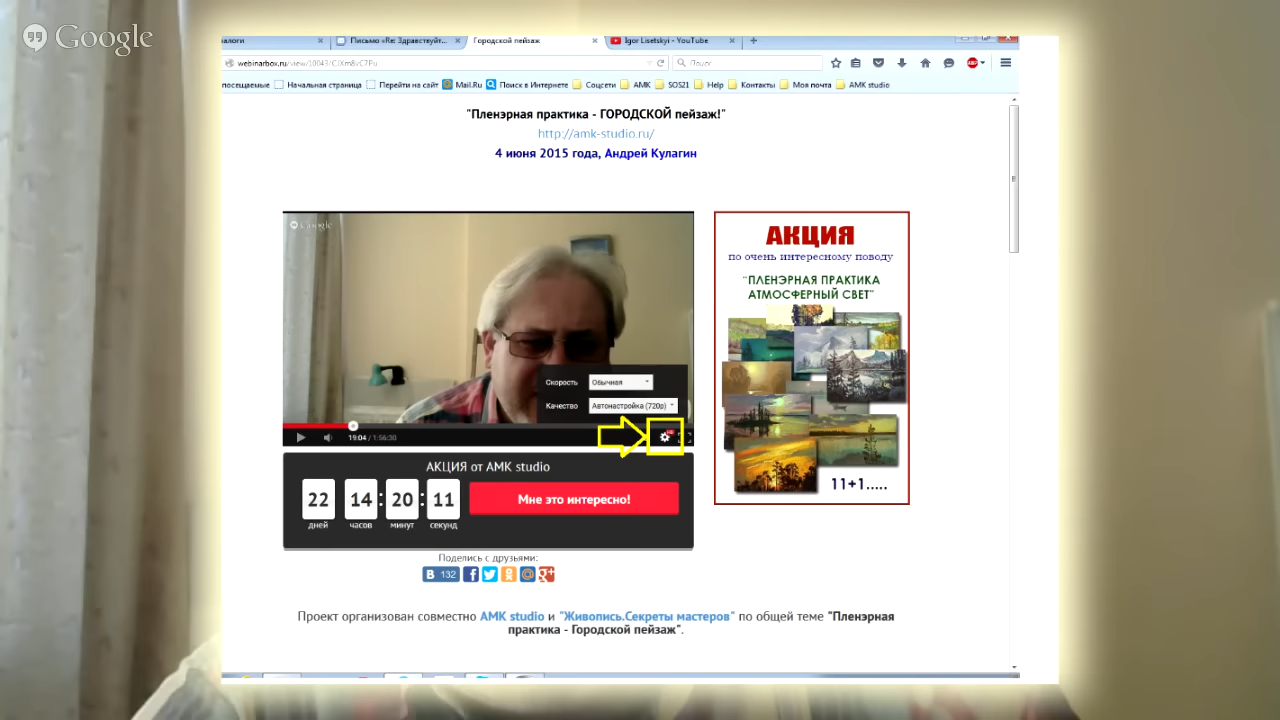 Google
налоги
Письмо «Re: Здравствуйт...
Городской пейзаж
Igor Lisetskyi - YouTube
Поиск
посещаемые
Начальная страница
Перейти на сайт
Mail.Ru
Поиск в Интернете
Соцсети
АМК
SOS21
Help
Контакты
Моя почта
АМК studio
"Пленэрная практика - ГОРОДСКОЙ пейзаж!"
http://amk-studio.ru/
4 июня 2015 года, Андрей Кулагин
Google
Скорость
Обычная
Качество
Автонастройка (720p)
19:04 / 1:56:30
АКЦИЯ
по очень интересному поводу
"ПЛЕНЭРНАЯ ПРАКТИКА
АТМОСФЕРНЫЙ СВЕТ"
11+1.....
АКЦИЯ от АМК studio
22 : 14 : 20 : 11
дней часов минут секунд
Мне это интересно!
Поделись с друзьями:
132
Проект организован совместно АМК studio и "Живопись.Секреты мастеров" по общей теме "Пленэрная
практика - Городской пейзаж".